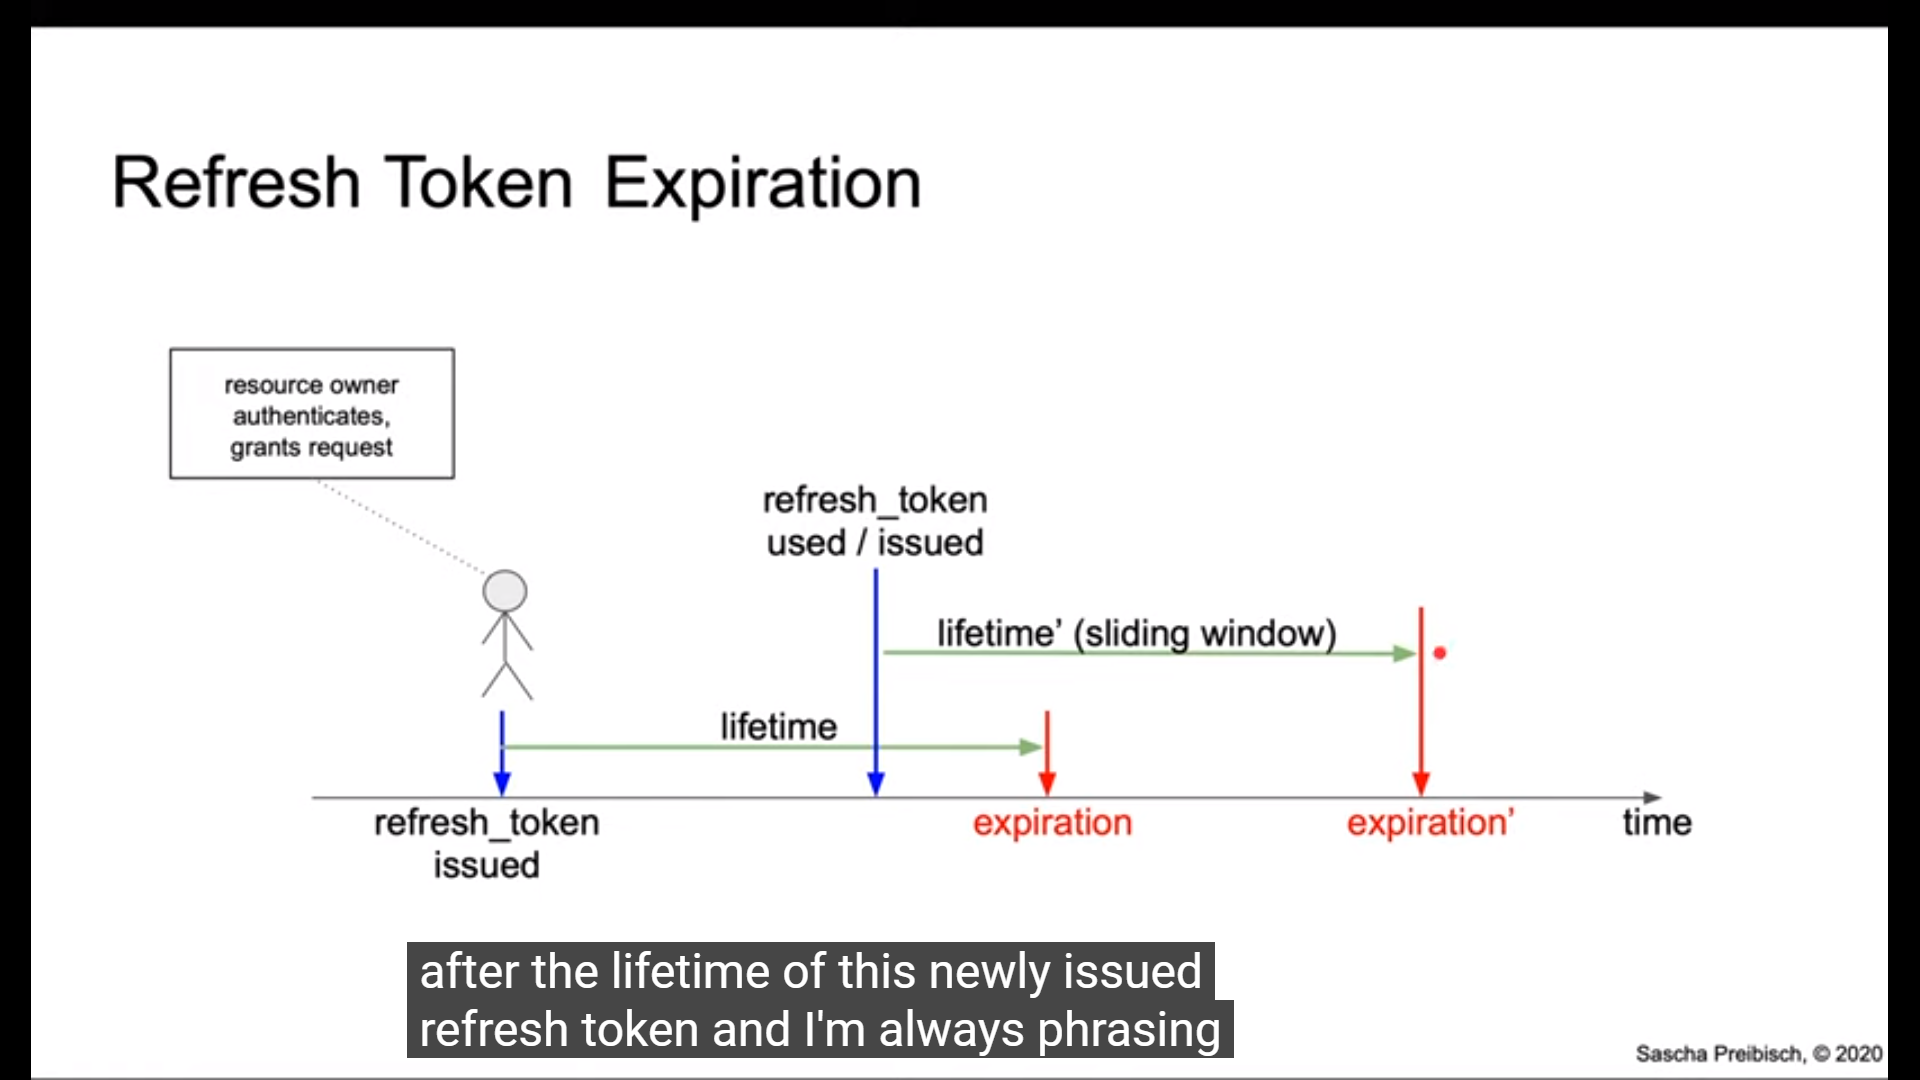 Refresh Token Expiration
resource owner
authenticates,
grants request
refresh_token
used / issued
lifetime’ (sliding window)
lifetime
refresh_token
issued
expiration
expiration’
time
after the lifetime of this newly issued
refresh token and I'm always phrasing
Sascha Preibisch, © 2020